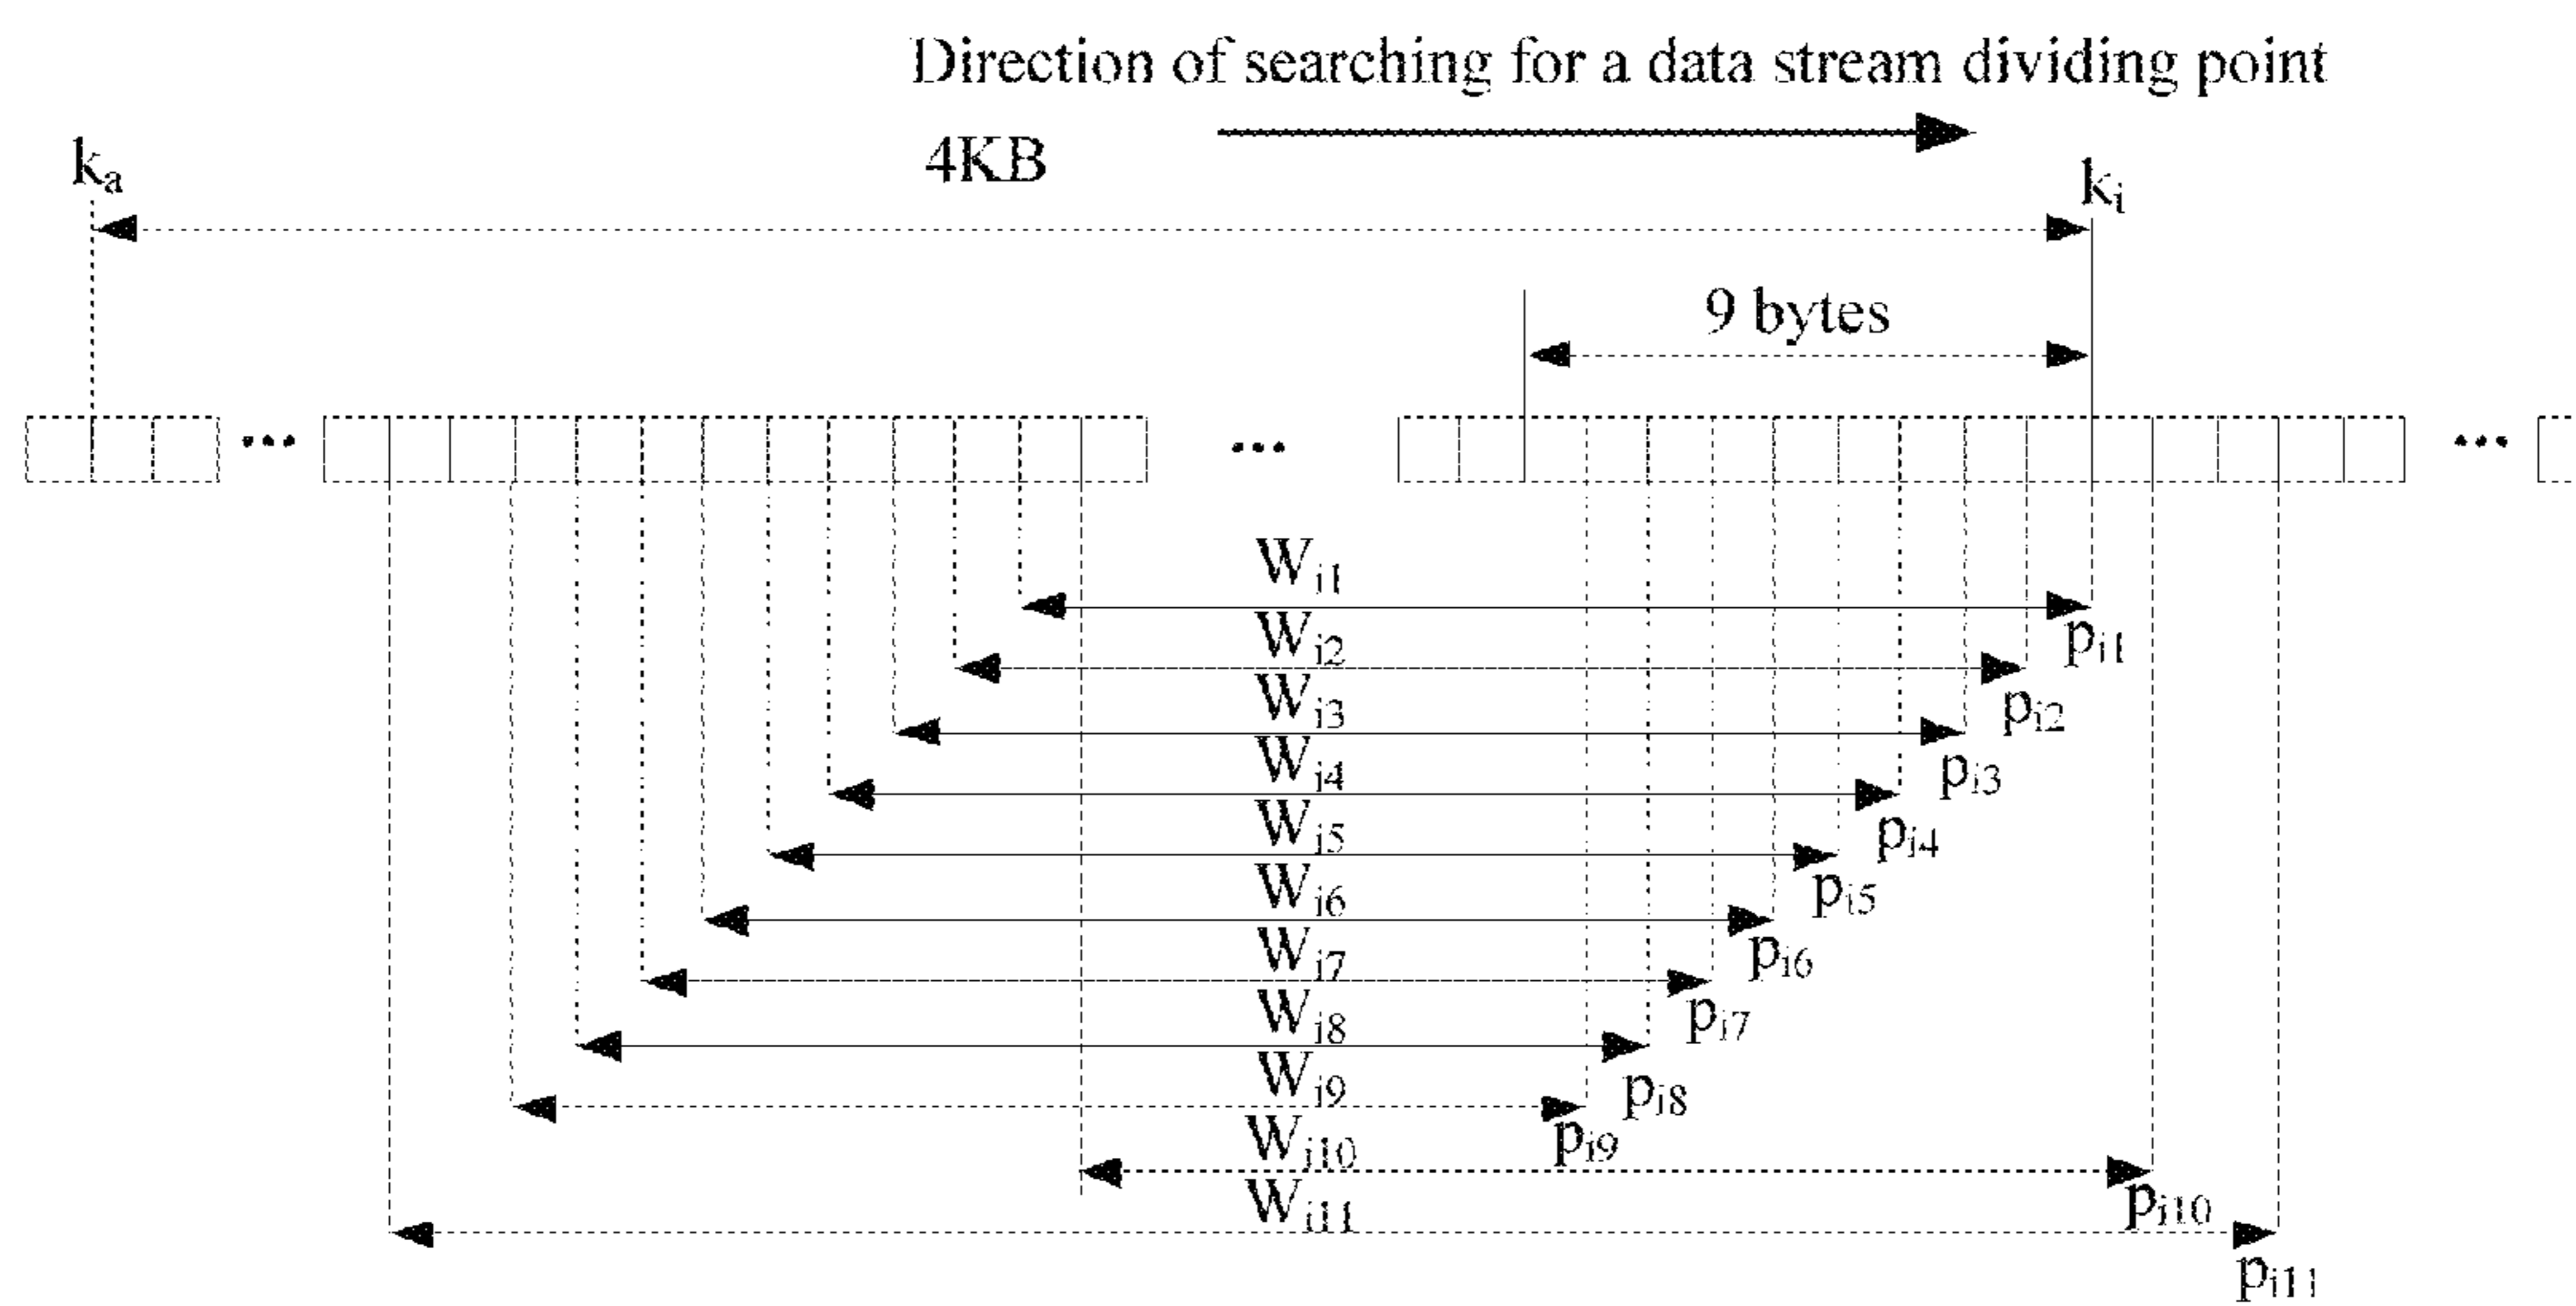 Direction of searching for a data stream dividing point
4KB
ka
ki
9 bytes
...
...
...
Wi1
pi1
Wi2
pi2
Wi3
pi3
Wi4
pi4
Wi5
pi5
Wi6
pi6
Wi7
pi7
Wi8
pi8
Wi9
pi9
Wi10
pi10
Wi11
pi11